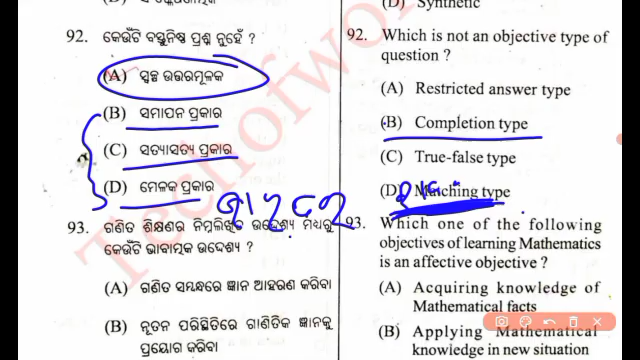 (D) Synthetic
92. କେଉଁଟି ବସ୍ତୁନିଷ୍ଠ ପ୍ରଶ୍ନ ନୁହେଁ ?
(A) ସ୍ୱଳ୍ପ ଉତ୍ତରମୂଳକ
(B) ସମାପନ ପ୍ରକାର
(C) ସତ୍ୟାସତ୍ୟ ପ୍ରକାର
(D) ମେଳକ ପ୍ରକାର
93. ଗଣିତ ଶିକ୍ଷଣର ନିମ୍ନଲିଖିତ ଉଦ୍ଦେଶ୍ୟ ମଧ୍ୟରୁ
କେଉଁଟି ଭାବାତ୍ମକ ଉଦ୍ଦେଶ୍ୟ ?
(A) ଗଣିତ ସମ୍ବନ୍ଧରେ ଜ୍ଞାନ ଆହରଣ କରିବା
(B) ନୂତନ ପରିସ୍ଥିତିରେ ଗାଣିତିକ ଜ୍ଞାନକୁ
ପ୍ରୟୋଗ କରିବା
92. Which is not an objective type of
question ?
(A) Restricted answer type
(B) Completion type
(C) True-false type
(D) Matching type
93. Which one of the following
objectives of learning Mathematics
is an affective objective ?
(A) Acquiring knowledge of
Mathematical facts
(B) Applying Mathematical
knowledge in new situation